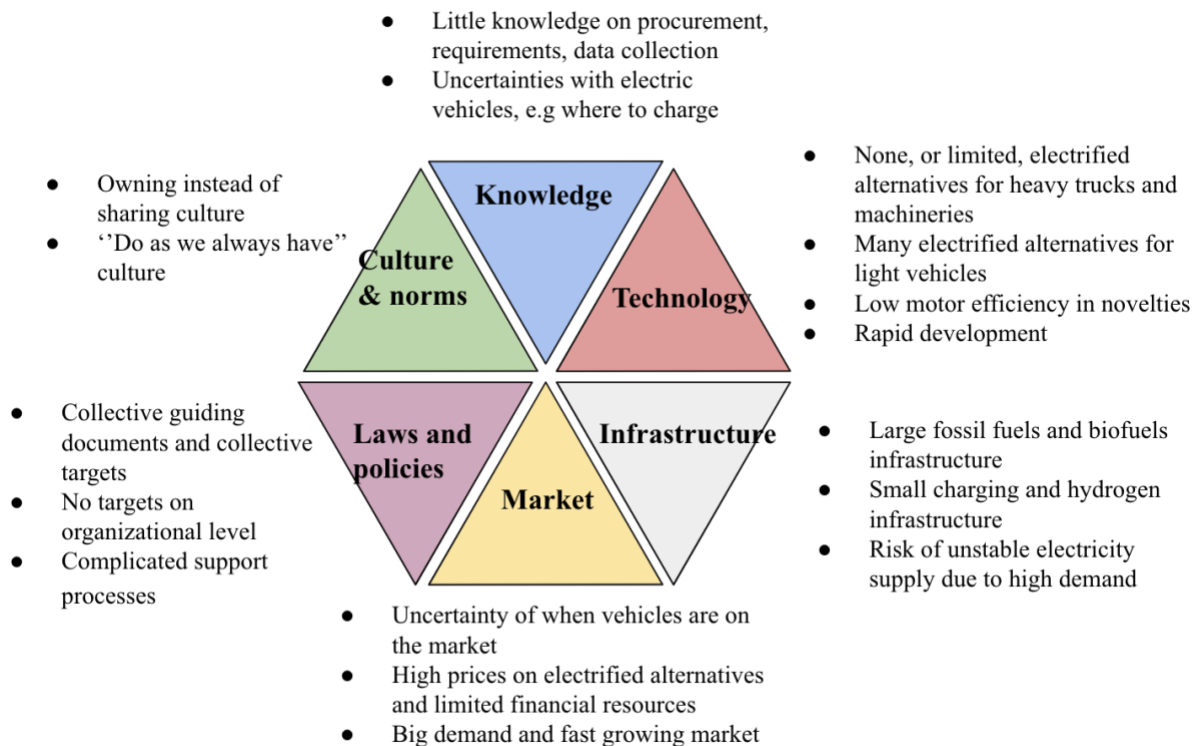 ● Little knowledge on procurement,
requirements, data collection
● Uncertainties with electric
vehicles, e.g where to charge
Knowledge
● None, or limited, electrified
alternatives for heavy trucks and
machineries
● Many electrified alternatives for
light vehicles
● Low motor efficiency in novelties
● Rapid development
Technology
● Owning instead of
sharing culture
● ‘’Do as we always have’’
culture
Culture
& norms
● Collective guiding
documents and collective
targets
● No targets on
organizational level
● Complicated support
processes
Laws and
policies
Market
Infrastructure
● Large fossil fuels and biofuels
infrastructure
● Small charging and hydrogen
infrastructure
● Risk of unstable electricity
supply due to high demand
● Uncertainty of when vehicles are on
the market
● High prices on electrified alternatives
and limited financial resources
● Big demand and fast growing market